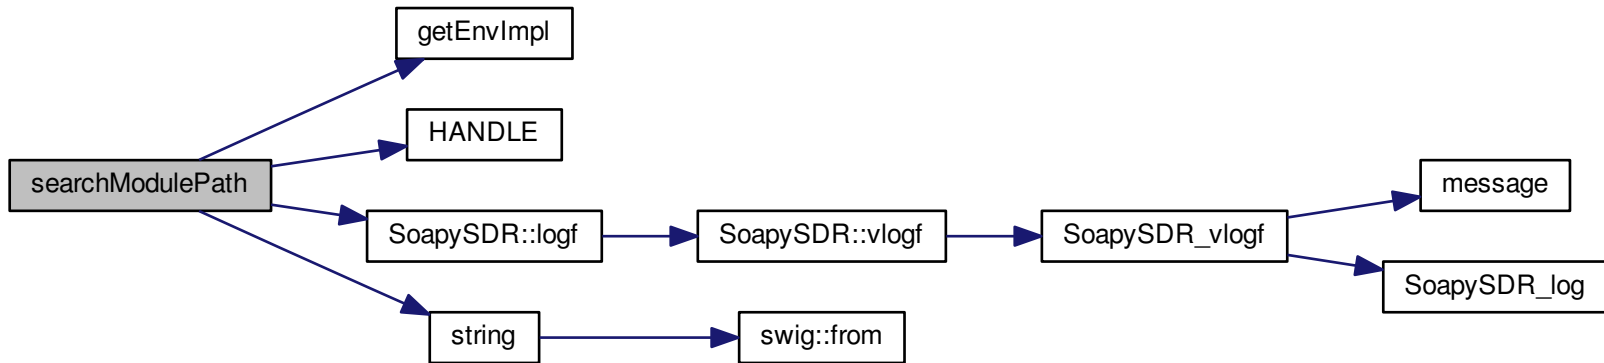 getEnvImpl
HANDLE
searchModulePath
message
SoapySDR::logf
SoapySDR::vlogf
SoapySDR_vlogf
SoapySDR_log
string
swig::from